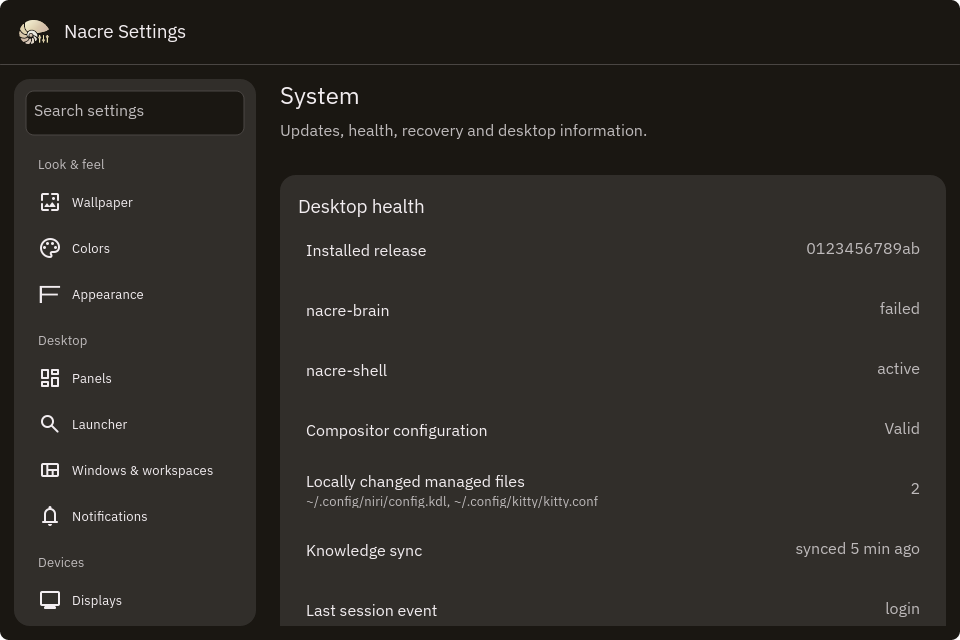 Nacre Settings
Search settings
Look & feel
Wallpaper
Colors
Appearance
Desktop
Panels
Launcher
Windows & workspaces
Notifications
Devices
Displays
System
Updates, health, recovery and desktop information.
Desktop health
Installed release 0123456789ab
nacre-brain failed
nacre-shell active
Compositor configuration Valid
Locally changed managed files 2
~/.config/niri/config.kdl, ~/.config/kitty/kitty.conf
Knowledge sync synced 5 min ago
Last session event login